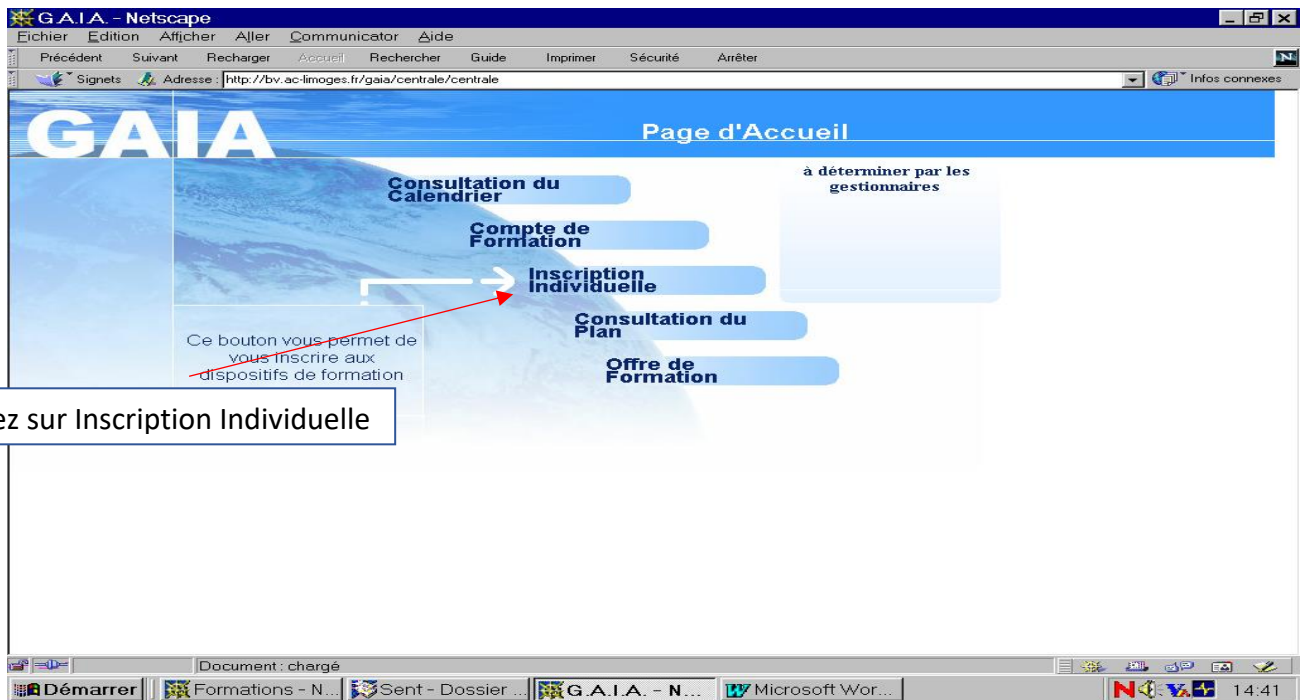 G.A.I.A. - Netscape
Eichier Edition Afficher Aller Communicator Aide
Précédent Suivant Recharger Accueil Rechercher Guide Imprimer Sécurité Arrêter
Signets Adresse : http://bv.ac-limoges.fr/gaia/centrale/centrale Infos connexes
GAIA
Page d'Accueil
à déterminer par les
gestionnaires
Consultation du
Calendrier
Compte de
Formation
Inscription
Individuelle
Consultation du
Plan
Offre de
Formation
Ce bouton vous permet de
vous inscrire aux
dispositifs de formation
ez sur Inscription Individuelle
Document : chargé
Démarrer Formations - N... Sent - Dossier ... G.A.I.A. - N... Microsoft Wor... 14:41